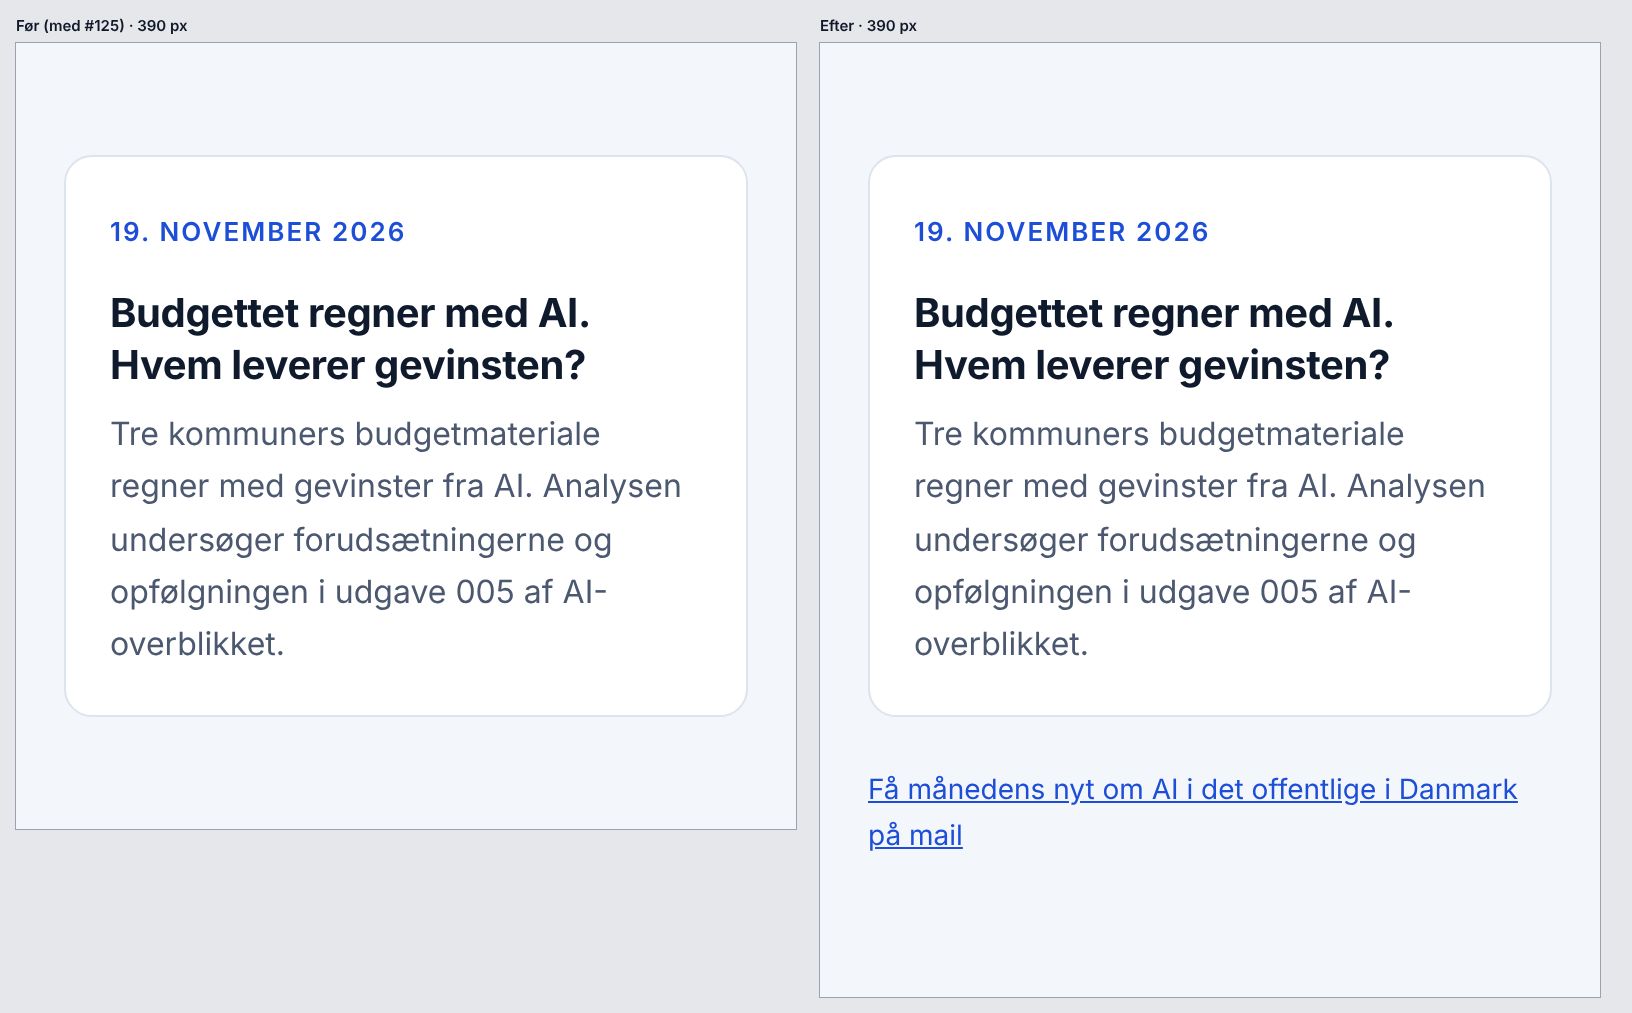 Før (med #125) · 390 px
19. NOVEMBER 2026
Budgettet regner med AI.
Hvem leverer gevinsten?
Tre kommuners budgetmateriale
regner med gevinster fra AI. Analysen
undersøger forudsætningerne og
opfølgningen i udgave 005 af AI-
overblikket.
Efter · 390 px
19. NOVEMBER 2026
Budgettet regner med AI.
Hvem leverer gevinsten?
Tre kommuners budgetmateriale
regner med gevinster fra AI. Analysen
undersøger forudsætningerne og
opfølgningen i udgave 005 af AI-
overblikket.
Få månedens nyt om AI i det offentlige i Danmark
på mail